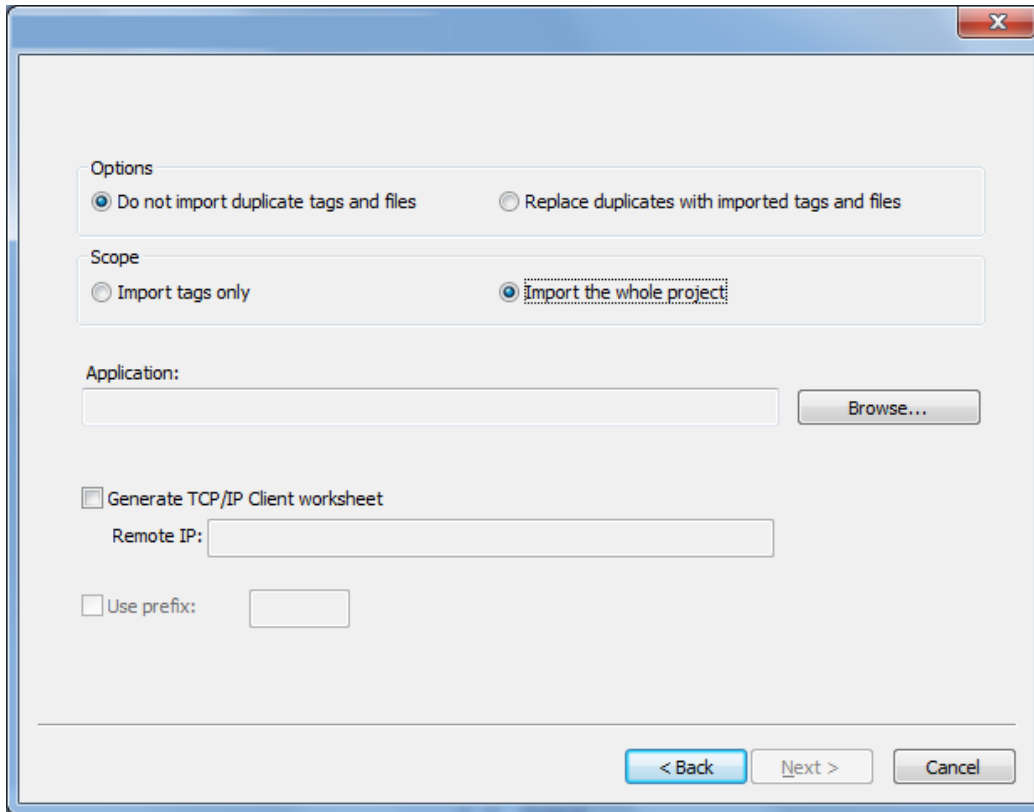 Options
Do not import duplicate tags and files Replace duplicates with imported tags and files
Scope
Import tags only Import the whole project
Application:
Browse...
Generate TCP/IP Client worksheet
Remote IP:
Use prefix:
< Back Next > Cancel